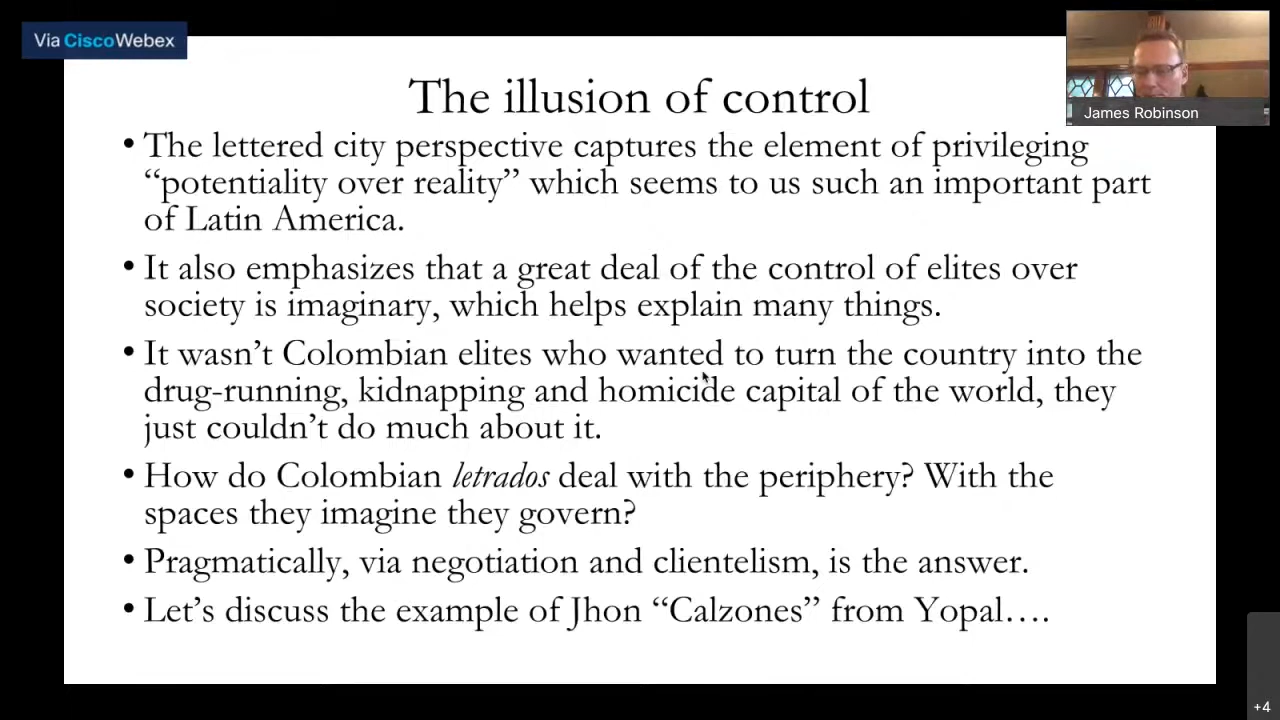 Via CiscoWebex
James Robinson
The illusion of control
• The lettered city perspective captures the element of privileging
“potentiality over reality” which seems to us such an important part
of Latin America.
• It also emphasizes that a great deal of the control of elites over
society is imaginary, which helps explain many things.
• It wasn’t Colombian elites who wanted to turn the country into the
drug-running, kidnapping and homicide capital of the world, they
just couldn’t do much about it.
• How do Colombian letrados deal with the periphery? With the
spaces they imagine they govern?
• Pragmatically, via negotiation and clientelism, is the answer.
• Let’s discuss the example of Jhon “Calzones” from Yopal….
+4